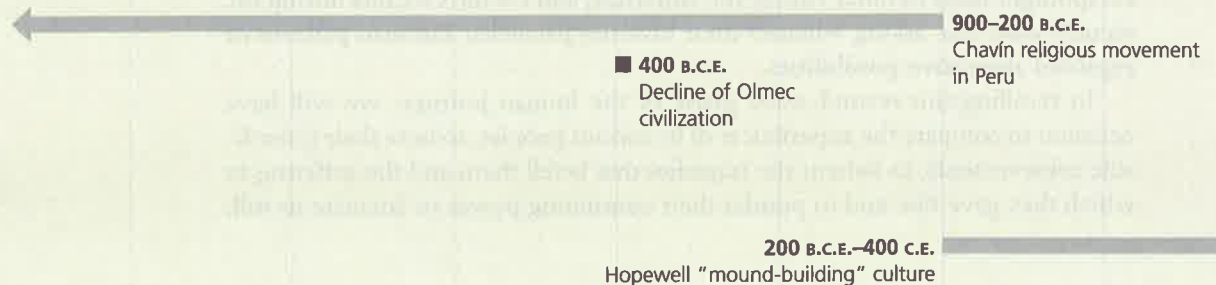 900–200 B.C.E.
Chavín religious movement
in Peru
■ 400 B.C.E.
Decline of Olmec
civilization
200 B.C.E.–400 C.E.
Hopewell "mound-building" culture